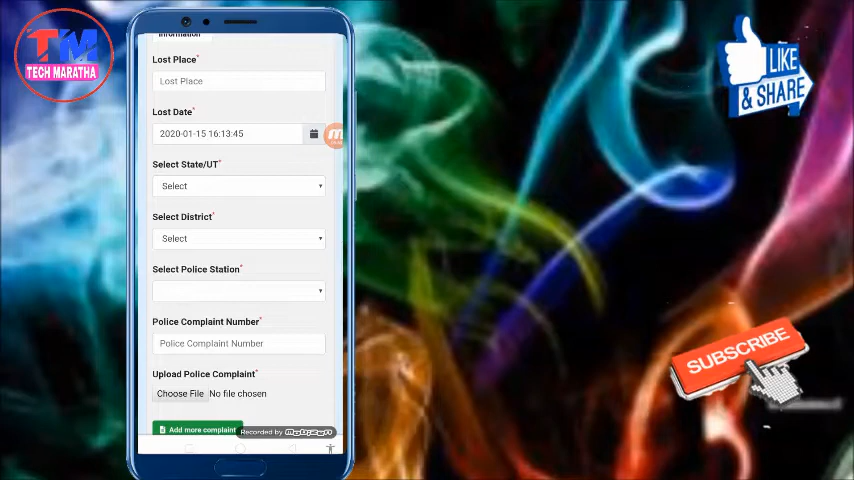 TM
TECH MARATHA
Information
Lost Place*
Lost Place
Lost Date*
2020-01-15 16:13:45
Select State/UT*
Select
Select District*
Select
Select Police Station*
Police Complaint Number*
Police Complaint Number
Upload Police Complaint*
Choose File No file chosen
Add more complaint
Recorded by mobizen
LIKE
& SHARE
SUBSCRIBE